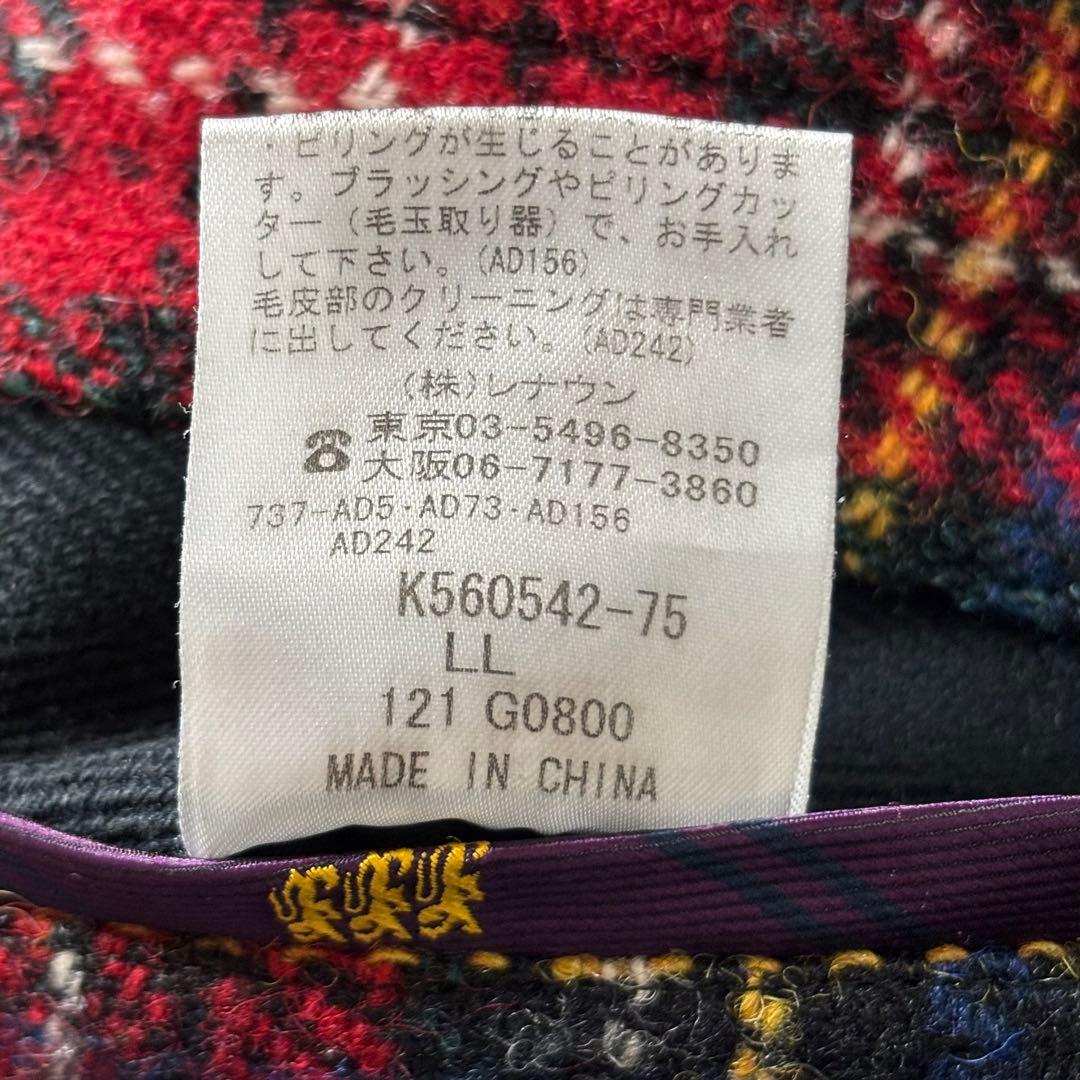 ・ピリングが生じることがありま
す。ブラッシングやピリングカッ
ター（毛玉取り器）で、お手入れ
して下さい。(AD156)
毛皮部のクリーニングは専門業者
に出してください。(AD242)
（株）レナウン
☎東京03-5496-8350
大阪06-7177-3860
737-AD5・AD73・AD156
AD242
K560542-75
LL
121 G0800
MADE IN CHINA